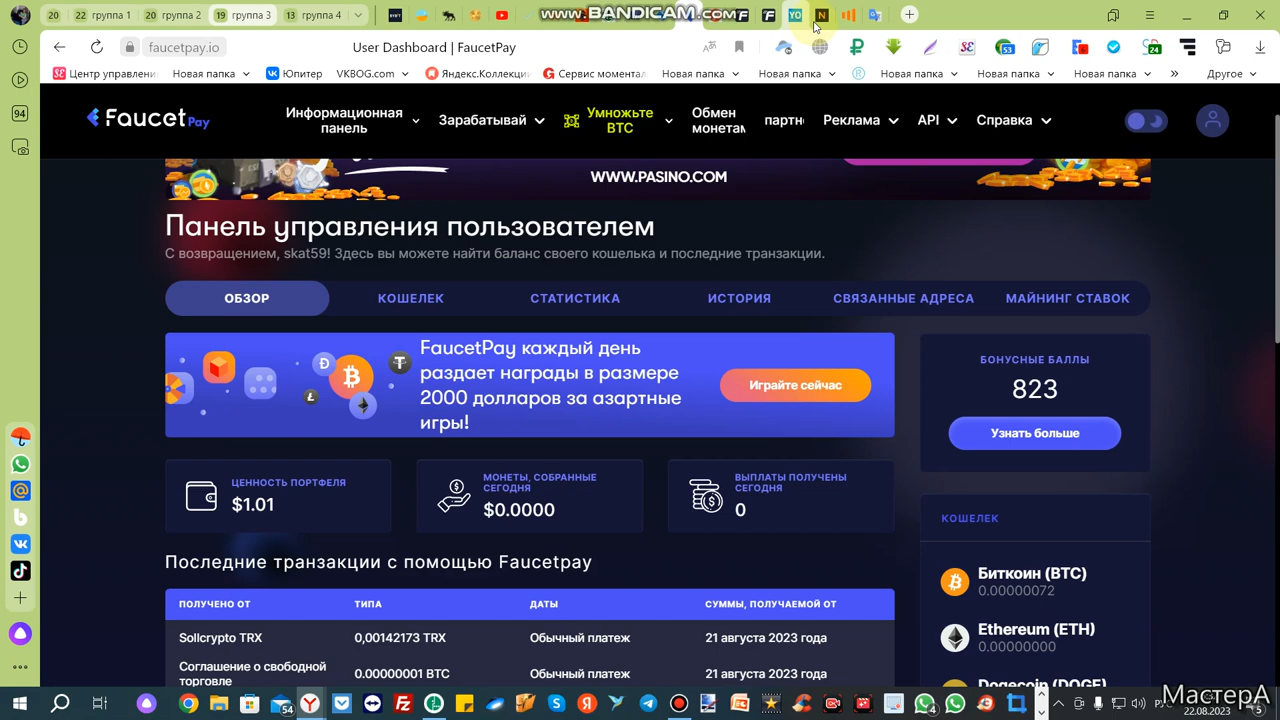 20 группа 1 22 группа 2 19 группа 3 13 группа 4
www.BANDICAM.com
faucetpay.io User Dashboard | FaucetPay
94
Центр управлени Новая папка Юпитер VKBOG.com Яндекс.Коллекци Сервис моментал Новая папка Новая папка Новая папка Новая папка Новая папка » Другое
FaucetPay
Информационная панель
Зарабатывай
Умножьте BTC
Обмен монетам
партн
Реклама
API
Справка
WWW.PASINO.COM
Панель управления пользователем
С возвращением, skat59! Здесь вы можете найти баланс своего кошелька и последние транзакции.
ОБЗОР КОШЕЛЕК СТАТИСТИКА ИСТОРИЯ СВЯЗАННЫЕ АДРЕСА МАЙНИНГ СТАВОК
FaucetPay каждый день
раздает награды в размере
2000 долларов за азартные
игры!
Играйте сейчас
БОНУСНЫЕ БАЛЛЫ
823
Узнать больше
ЦЕННОСТЬ ПОРТФЕЛЯ
$1.01
МОНЕТЫ, СОБРАННЫЕ
СЕГОДНЯ
$0.0000
ВЫПЛАТЫ ПОЛУЧЕНЫ
СЕГОДНЯ
0
КОШЕЛЕК
Биткоин (BTC)
0.00000072
Ethereum (ETH)
0.00000000
Dogecoin (DOGE)
Последние транзакции с помощью Faucetpay
ПОЛУЧЕНО ОТ ТИПА ДАТЫ СУММЫ, ПОЛУЧАЕМОЙ ОТ
Sollcrypto TRX 0,00142173 TRX Обычный платеж 21 августа 2023 года
Соглашение о свободной торговле 0.00000001 BTC Обычный платеж 21 августа 2023 года
54
МастерА
22.08.2023